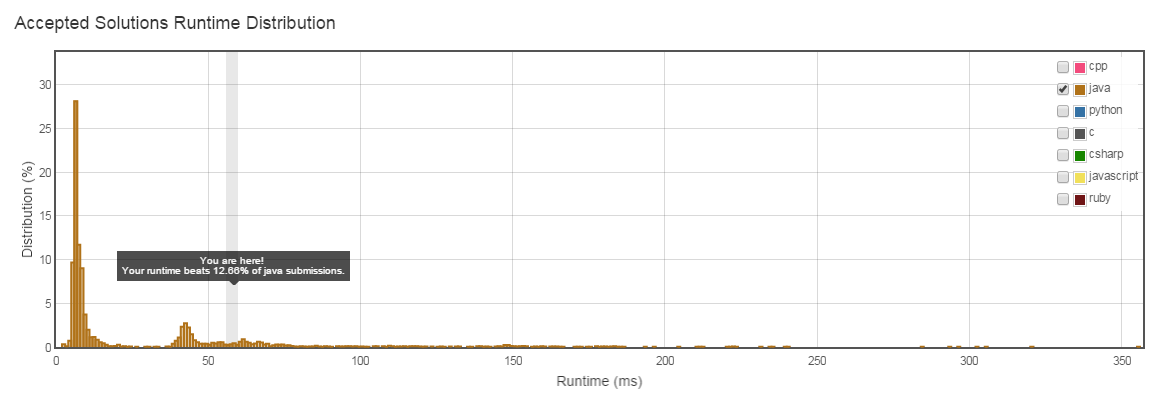 Accepted Solutions Runtime Distribution
cpp
java
python
c
csharp
javascript
ruby
You are here!
Your runtime beats 12.66% of java submissions.
Distribution (%)
30
25
20
15
10
5
0
0 50 100 150 200 250 300 350
Runtime (ms)